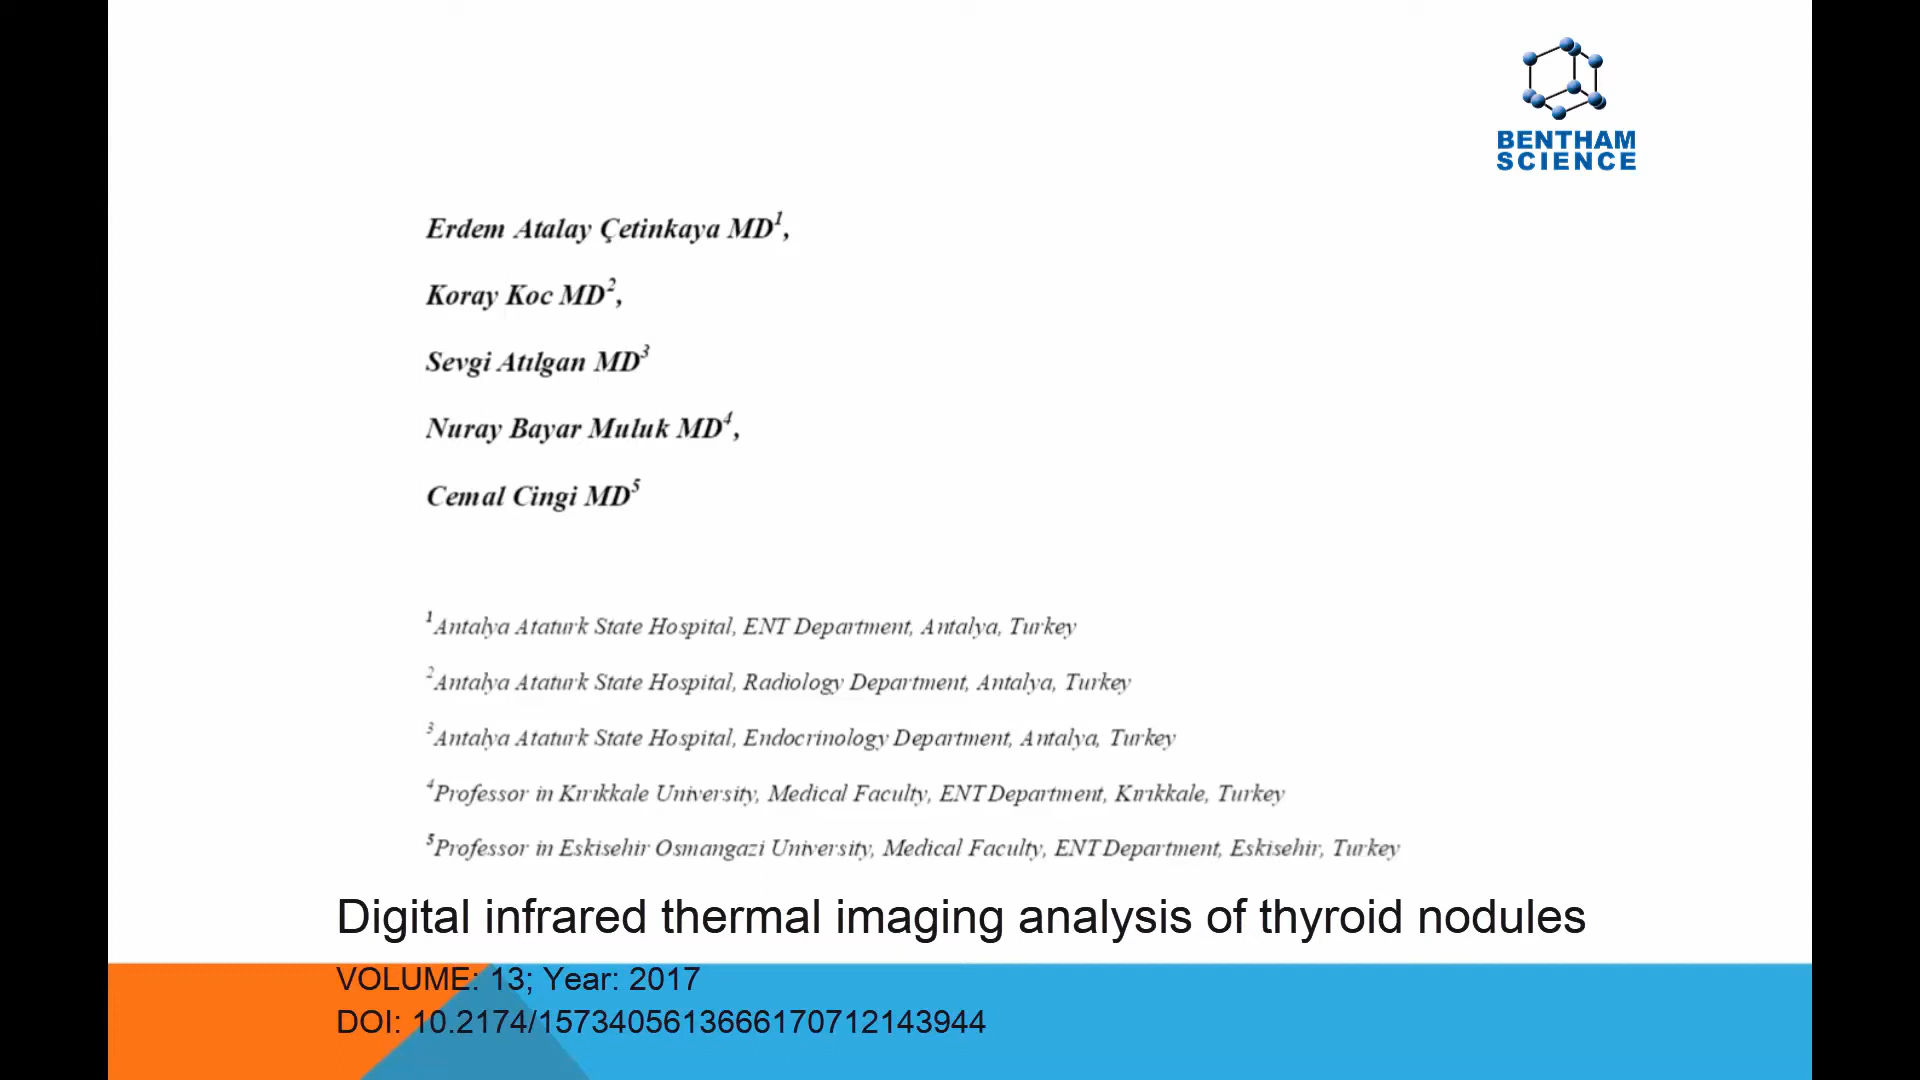 BENTHAM
SCIENCE
Erdem Atalay Çetinkaya MD1,
Koray Koc MD2,
Sevgi Atılgan MD3
Nuray Bayar Muluk MD4,
Cemal Cingi MD5
1Antalya Ataturk State Hospital, ENT Department, Antalya, Turkey
2Antalya Ataturk State Hospital, Radiology Department, Antalya, Turkey
3Antalya Ataturk State Hospital, Endocrinology Department, Antalya, Turkey
4Professor in Kırıkkale University, Medical Faculty, ENT Department, Kırıkkale, Turkey
5Professor in Eskisehir Osmangazi University, Medical Faculty, ENT Department, Eskisehir, Turkey
Digital infrared thermal imaging analysis of thyroid nodules
VOLUME: 13; Year: 2017
DOI: 10.2174/1573405613666170712143944